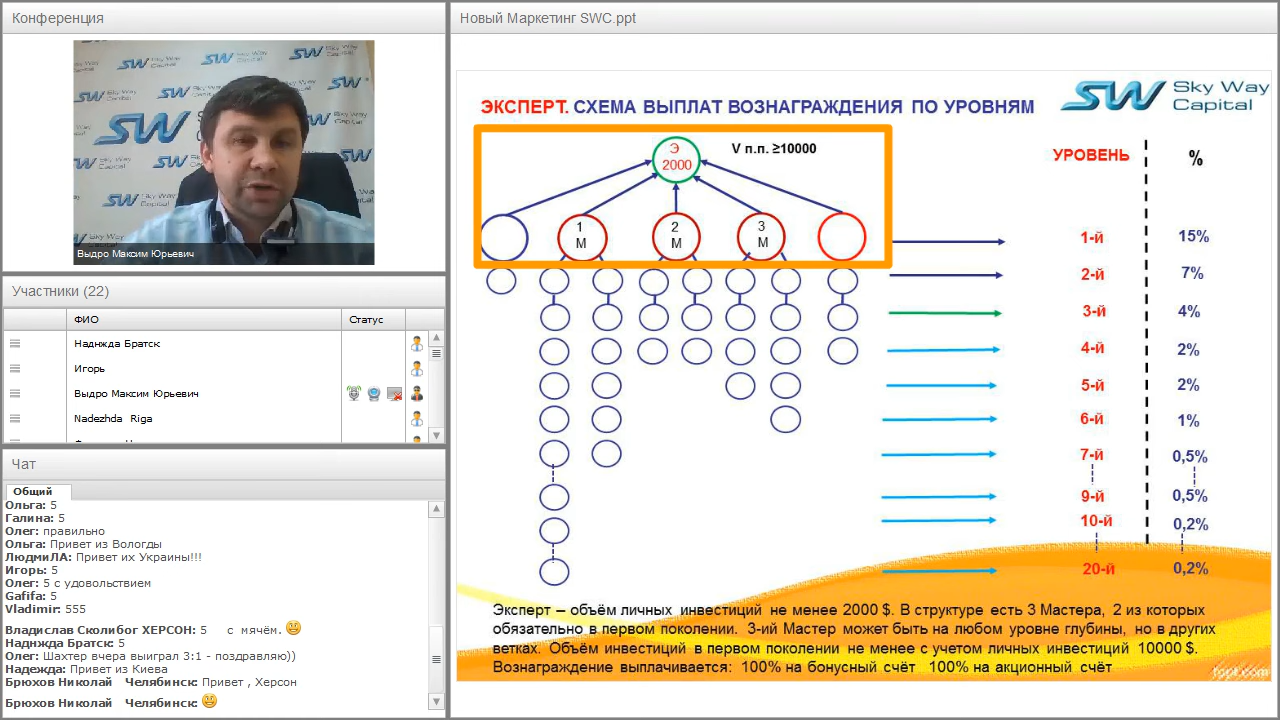 Конференция
Выдро Максим Юрьевич
Участники (22)
ФИО Статус
Наднжда Братск
Игорь
Выдро Максим Юрьевич
Nadezhda Riga
Чат
Общий
Ольга: 5
Галина: 5
Олег: правильно
Ольга: Привет из Вологды
ЛюдмиЛА: Привет их Украины!!!
Игорь: 5
Олег: 5 с удовольствием
Gafifa: 5
Vladimir: 555
Владислав Сколибог ХЕРСОН: 5 с мячём.
Наднжда Братск: 5
Олег: Шахтер вчера выиграл 3:1 - поздравляю))
Надежда: Привет из Киева
Брюхов Николай Челябинск: Привет , Херсон
Брюхов Николай Челябинск:
Новый Маркетинг SWC.ppt
SW Sky Way
Capital
ЭКСПЕРТ. СХЕМА ВЫПЛАТ ВОЗНАГРАЖДЕНИЯ ПО УРОВНЯМ
Э
2000
V п.п. ≥10000
1
М
2
М
3
М
УРОВЕНЬ %
1-й 15%
2-й 7%
3-й 4%
4-й 2%
5-й 2%
6-й 1%
7-й 0,5%
9-й 0,5%
10-й 0,2%
20-й 0,2%
Эксперт – объём личных инвестиций не менее 2000 $. В структуре есть 3 Мастера, 2 из которых
обязательно в первом поколении. 3-ий Мастер может быть на любом уровне глубины, но в других
ветках. Объём инвестиций в первом поколении не менее с учетом личных инвестиций 10000 $.
Вознаграждение выплачивается: 100% на бонусный счёт 100% на акционный счёт